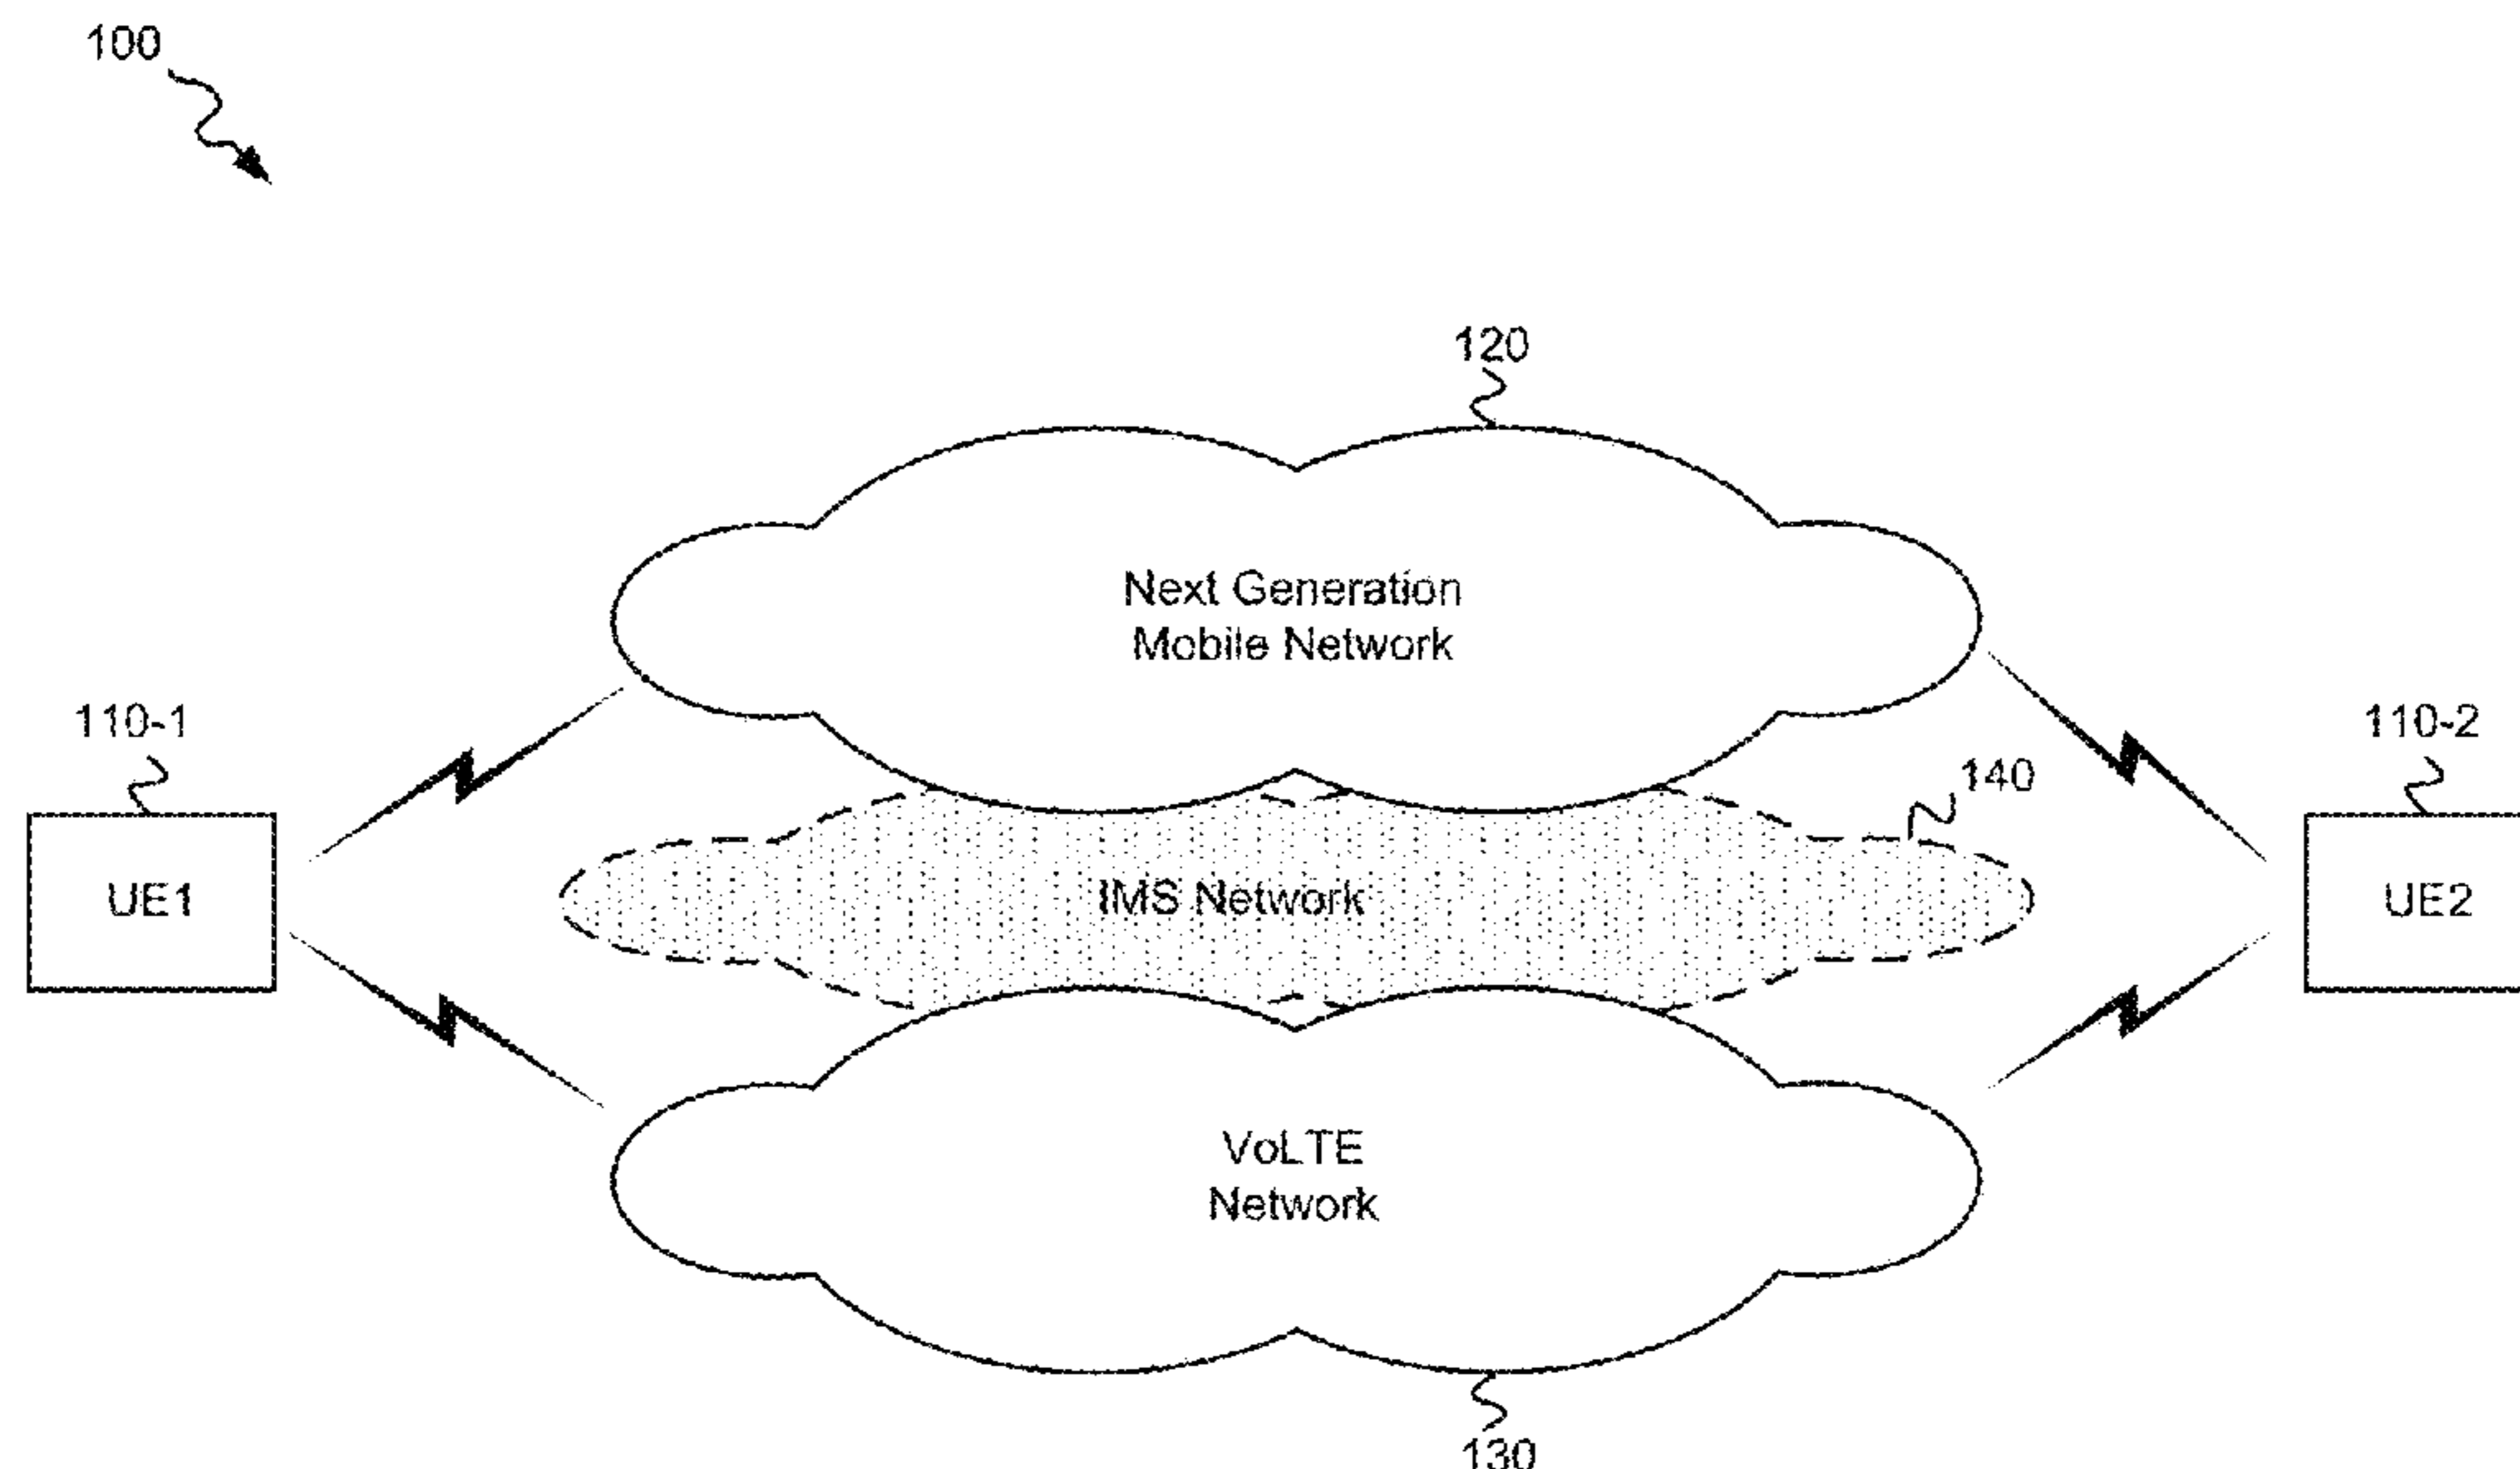 100
120
Next Generation
Mobile Network
110-1
110-2
140
UE1
IMS Network
UE2
VoLTE
Network
130